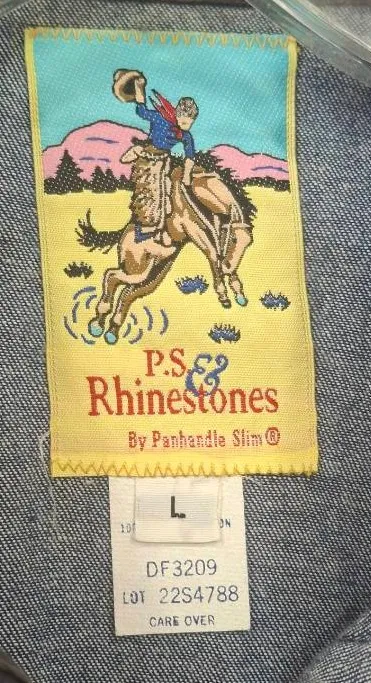 P.S. &
Rhinestones
By Panhandle Slim®
L
DF3209
LOT 22S4788
CARE OVER